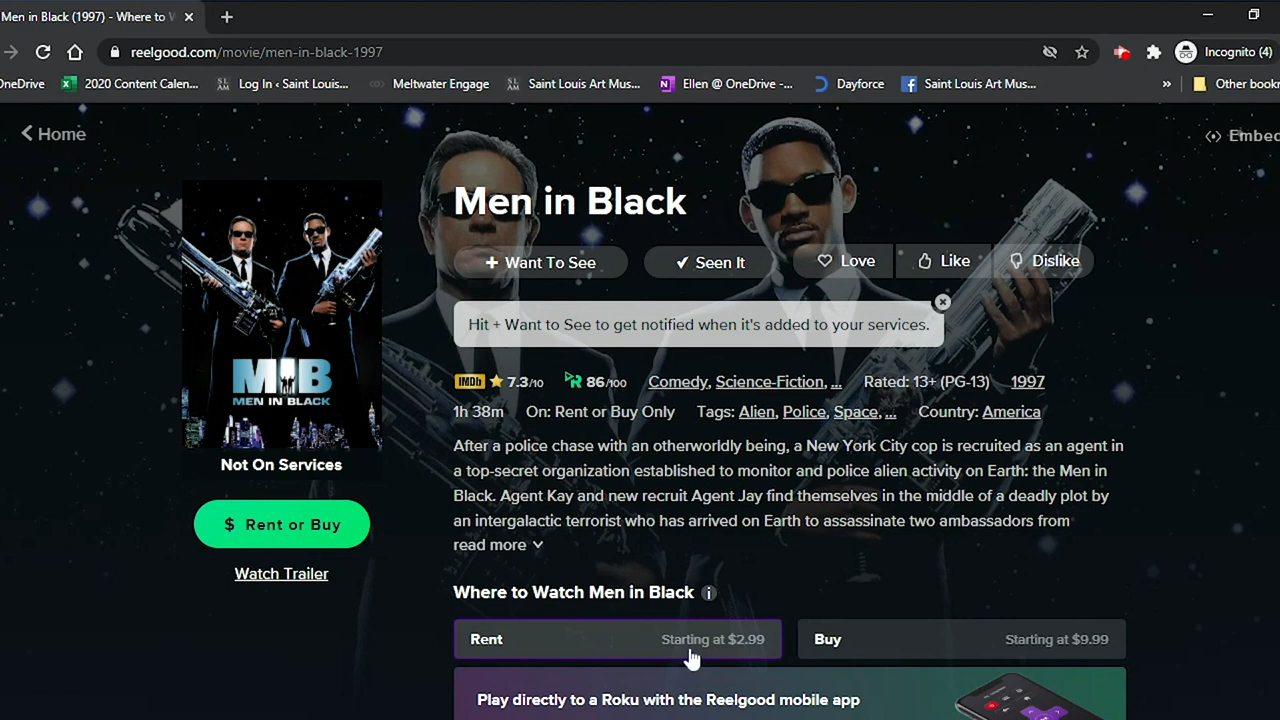 Men in Black (1997) - Where to W
reelgood.com/movie/men-in-black-1997
Incognito (4)
OneDrive
2020 Content Calen...
Log In ‹ Saint Louis...
Meltwater Engage
Saint Louis Art Mus...
Ellen @ OneDrive -...
Dayforce
Saint Louis Art Mus...
»
Other book
Home
Embed
Men in Black
+ Want To See
Seen It
Love
Like
Dislike
Hit + Want to See to get notified when it's added to your services.
IMDb 7.3/10
R 86/100
Comedy, Science-Fiction, ...
Rated: 13+ (PG-13)
1997
1h 38m
On: Rent or Buy Only
Tags: Alien, Police, Space, ...
Country: America
MIB
MEN IN BLACK
Not On Services
$ Rent or Buy
Watch Trailer
After a police chase with an otherworldly being, a New York City cop is recruited as an agent in
a top-secret organization established to monitor and police alien activity on Earth: the Men in
Black. Agent Kay and new recruit Agent Jay find themselves in the middle of a deadly plot by
an intergalactic terrorist who has arrived on Earth to assassinate two ambassadors from
read more
Where to Watch Men in Black
Rent Starting at $2.99
Buy Starting at $9.99
Play directly to a Roku with the Reelgood mobile app